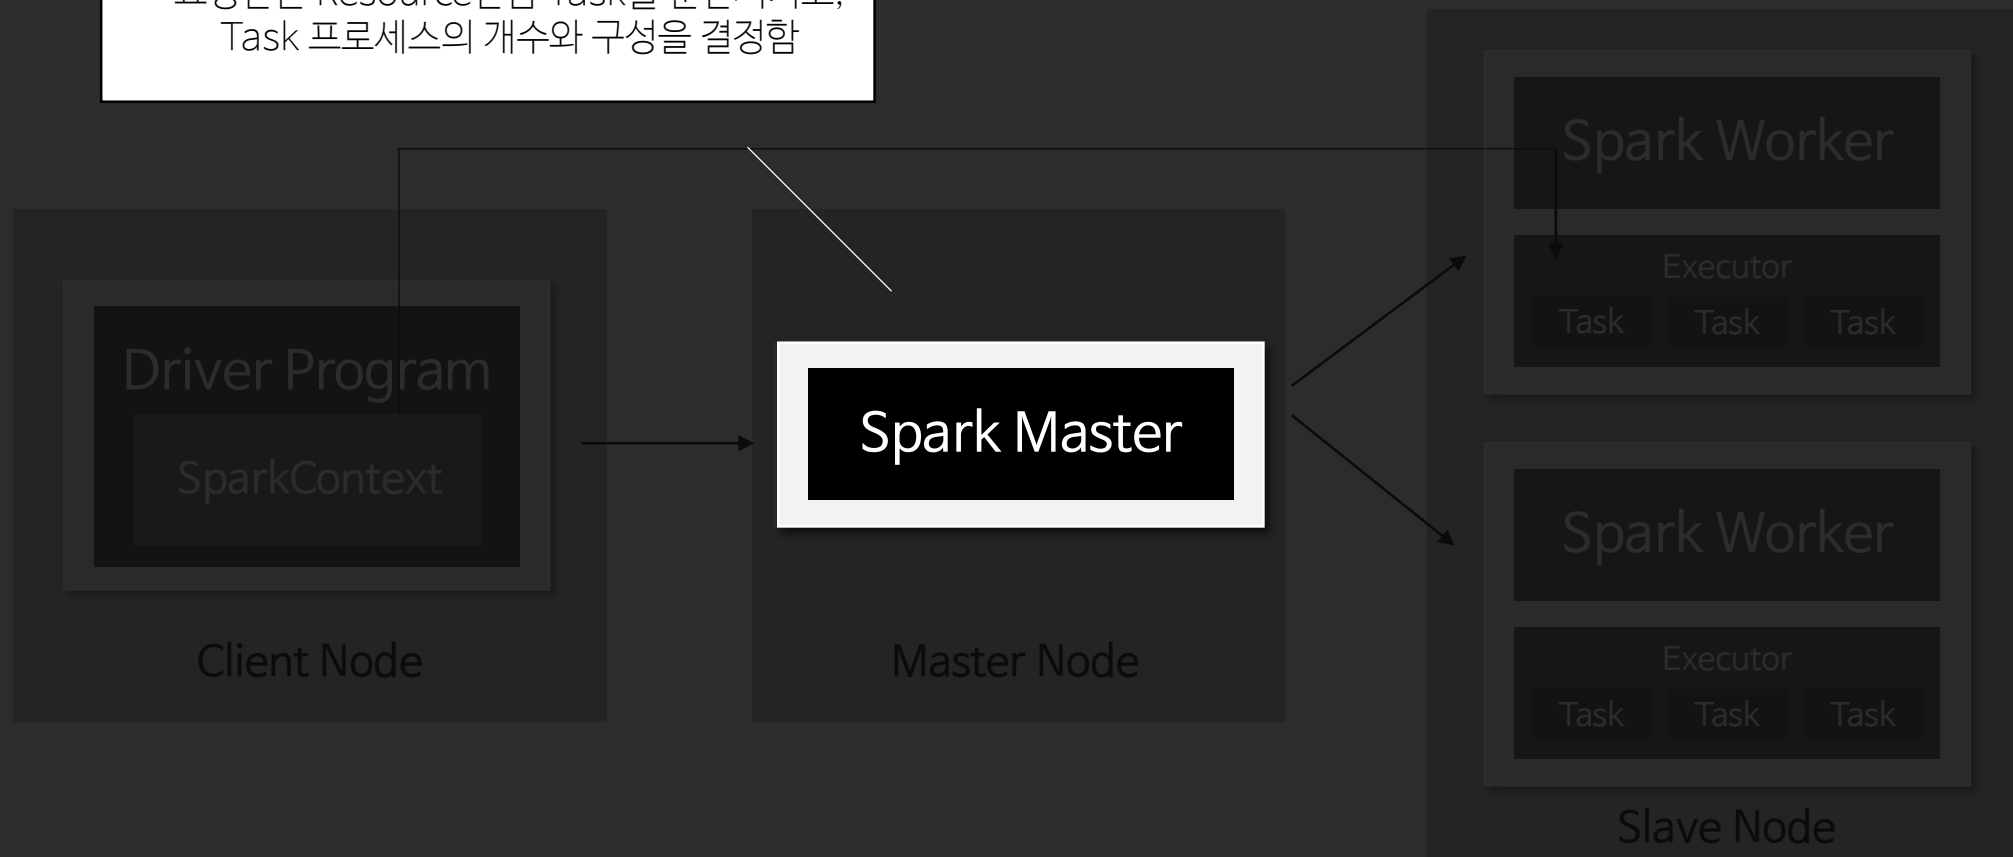 Resource
Task 프로세스의 개수와 구성을 결정함
Spark Worker
Executor
Task Task Task
Driver Program
SparkContext
Spark Master
Spark Worker
Executor
Task Task Task
Client Node
Master Node
Slave Node